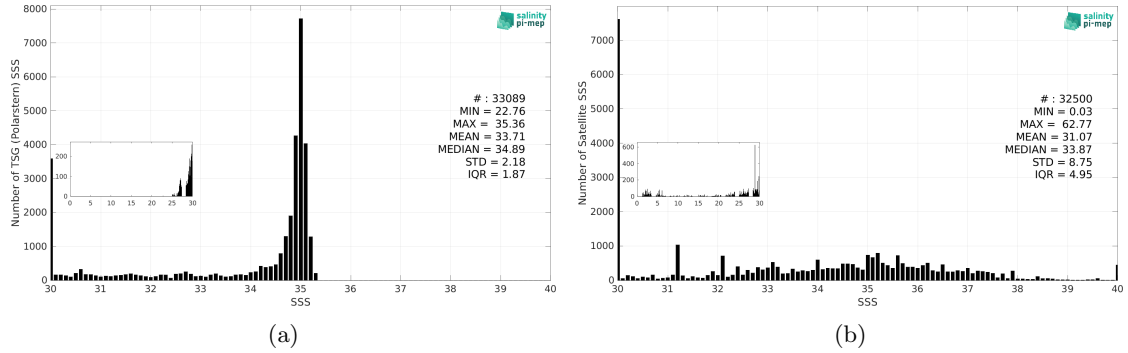 salinity
pi-mep
Number of TSG (Polarstern) SSS
8000
7000
6000
5000
4000
3000
2000
1000
0
30 31 32 33 34 35 36 37 38 39 40
SSS
# : 33089
MIN = 22.76
MAX = 35.36
MEAN = 33.71
MEDIAN = 34.89
STD = 2.18
IQR = 1.87
200
100
0
0 5 10 15 20 25 30
(a)
salinity
pi-mep
Number of Satellite SSS
7000
6000
5000
4000
3000
2000
1000
0
30 31 32 33 34 35 36 37 38 39 40
SSS
# : 32500
MIN = 0.03
MAX = 62.77
MEAN = 31.07
MEDIAN = 33.87
STD = 8.75
IQR = 4.95
600
400
200
0
0 5 10 15 20 25 30
(b)